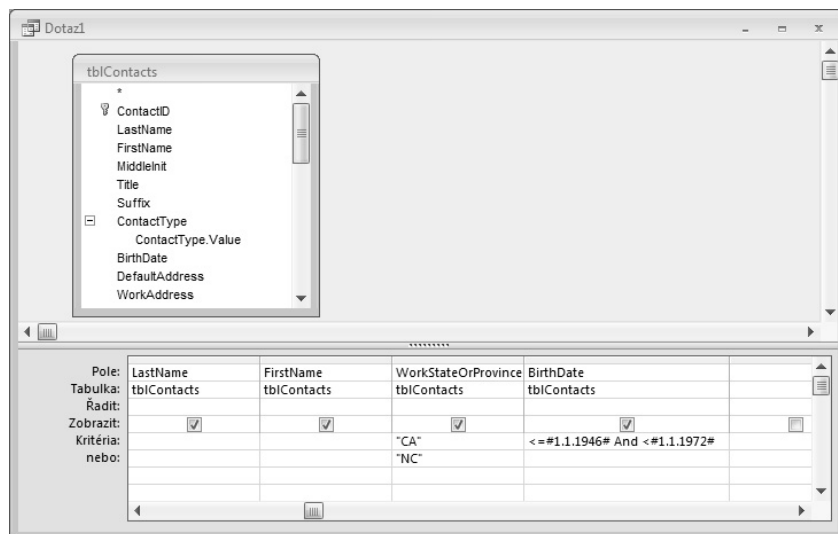 Dotaz1
tblContacts
*
ContactID
LastName
FirstName
MiddleInit
Title
Suffix
ContactType
ContactType.Value
BirthDate
DefaultAddress
WorkAddress
Pole: LastName FirstName WorkStateOrProvince BirthDate
Tabulka: tblContacts tblContacts tblContacts tblContacts
Řadit:
Zobrazit:
Kritéria: "CA" <=#1.1.1946# And <#1.1.1972#
nebo: "NC"